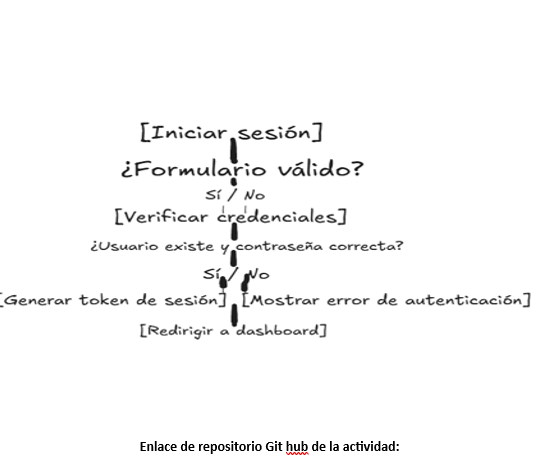 [Iniciar sesión]
¿Formulario válido?
Sí / No
[Verificar credenciales]
¿Usuario existe y contraseña correcta?
Sí / No
[Generar token de sesión] [Mostrar error de autenticación]
[Redirigir a dashboard]
Enlace de repositorio Git hub de la actividad: